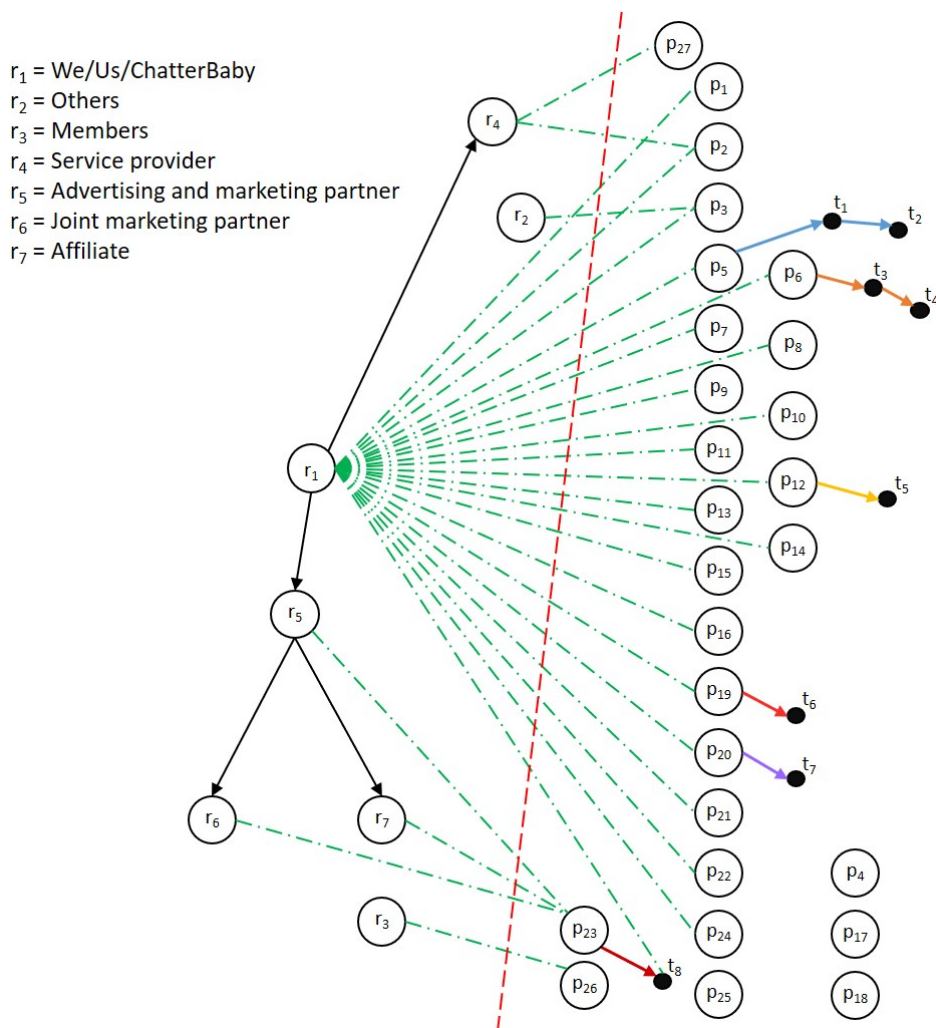 r1 = We/Us/ChatterBaby
r2 = Others
r3 = Members
r4 = Service provider
r5 = Advertising and marketing partner
r6 = Joint marketing partner
r7 = Affiliate
p27
p1
r4
p2
r2
p3
t1
t2
p5
p6
t3
t4
p7
p8
p9
p10
p11
r1
p12
t5
p13
p14
p15
r5
p16
p19
t6
p20
t7
r6
r7
p21
p22
p4
r3
p23
p24
p17
t8
p26
p25
p18